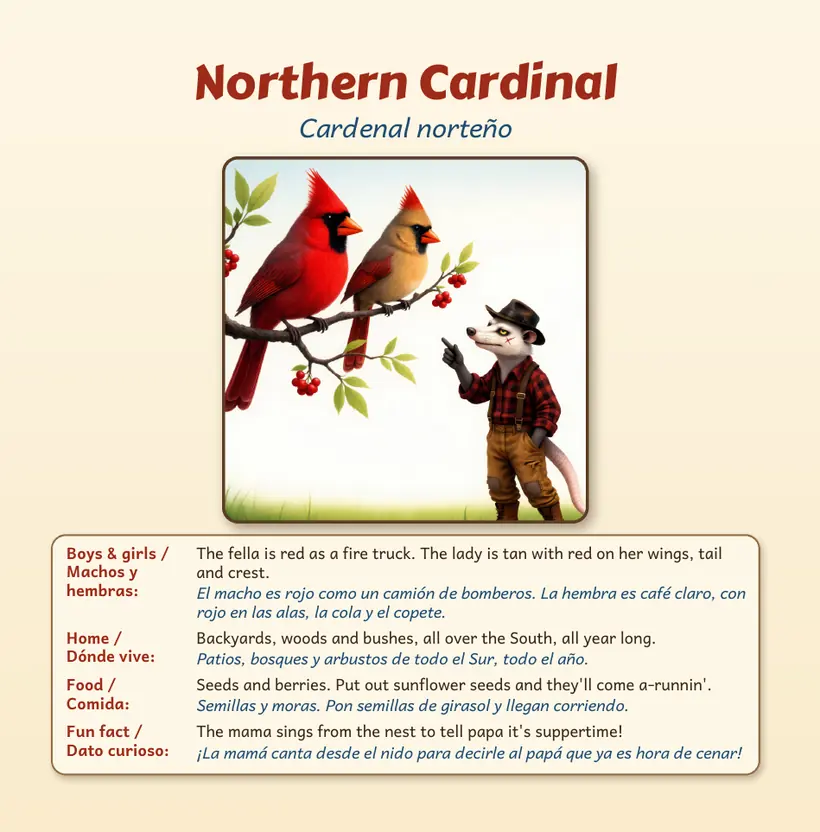 Northern Cardinal
Cardenal norteño
Boys & girls /
Machos y
hembras:
The fella is red as a fire truck. The lady is tan with red on her wings, tail
and crest.
El macho es rojo como un camión de bomberos. La hembra es café claro, con
rojo en las alas, la cola y el copete.
Home /
Dónde vive:
Backyards, woods and bushes, all over the South, all year long.
Patios, bosques y arbustos de todo el Sur, todo el año.
Food /
Comida:
Seeds and berries. Put out sunflower seeds and they'll come a-runnin'.
Semillas y moras. Pon semillas de girasol y llegan corriendo.
Fun fact /
Dato curioso:
The mama sings from the nest to tell papa it's suppertime!
¡La mamá canta desde el nido para decirle al papá que ya es hora de cenar!